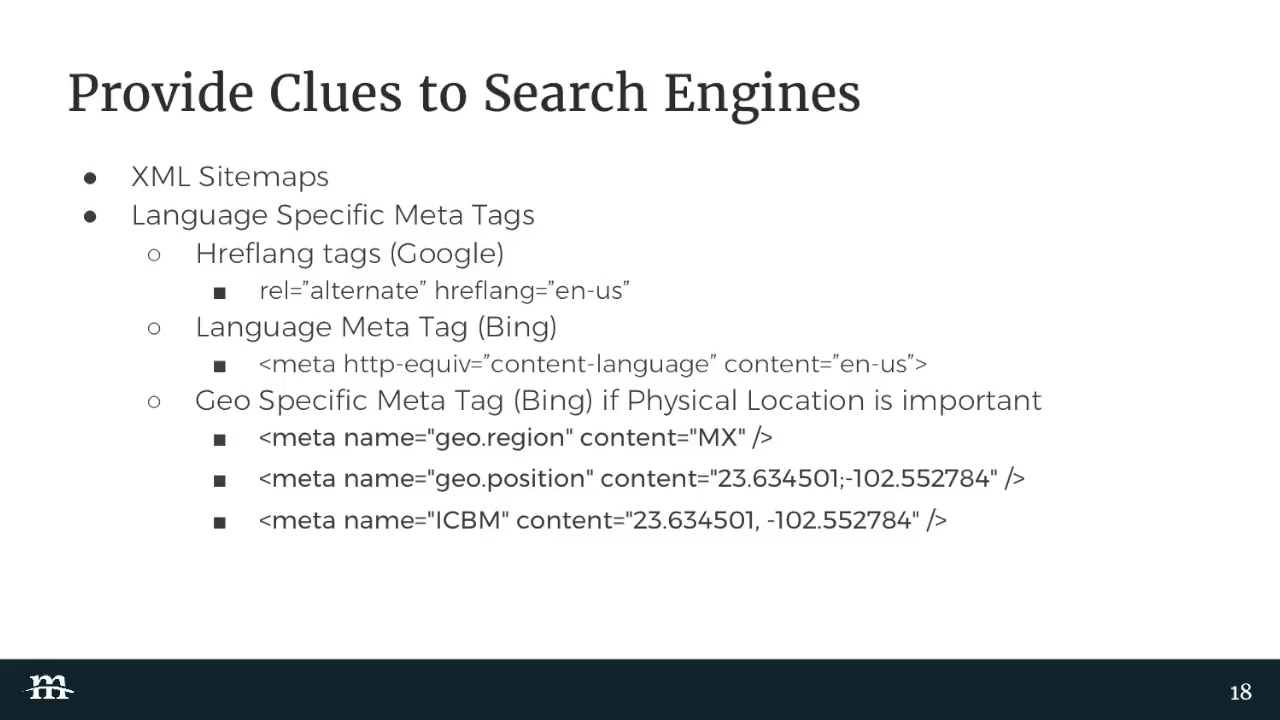 Provide Clues to Search Engines
● XML Sitemaps
● Language Specific Meta Tags
○ Hreflang tags (Google)
■ rel=”alternate” hreflang=”en-us”
○ Language Meta Tag (Bing)
■ <meta http-equiv=”content-language” content=”en-us”>
○ Geo Specific Meta Tag (Bing) if Physical Location is important
■ <meta name="geo.region" content="MX" />
■ <meta name="geo.position" content="23.634501;-102.552784" />
■ <meta name="ICBM" content="23.634501, -102.552784" />
m
18